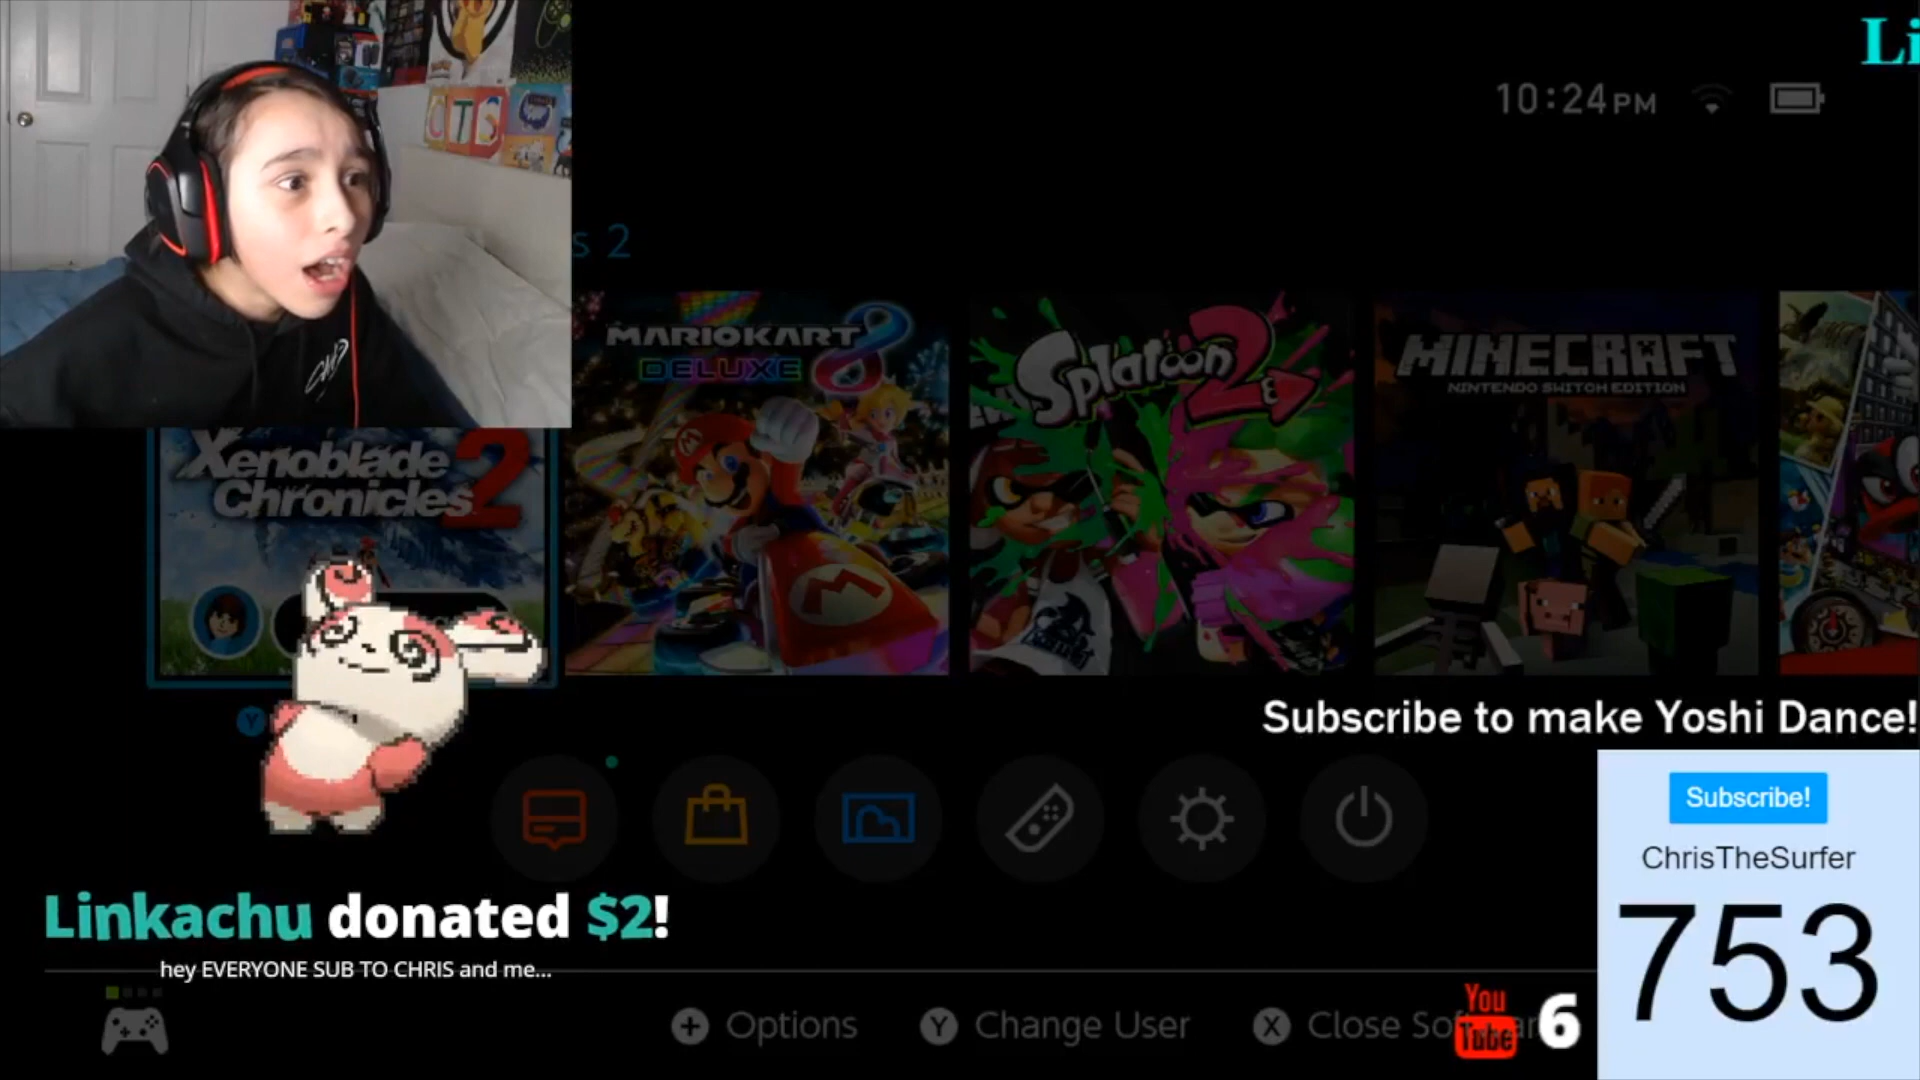 Li
10:24PM
CTS
s 2
MARIOKART 8
DELUXE
Splatoon 2
MINECRAFT
NINTENDO SWITCH EDITION
Xenoblade
Chronicles 2
Y
Subscribe to make Yoshi Dance!
Subscribe!
ChrisTheSurfer
753
Linkachu donated $2!
hey EVERYONE SUB TO CHRIS and me...
+ Options
Y Change User
X Close So
You
Tube
6